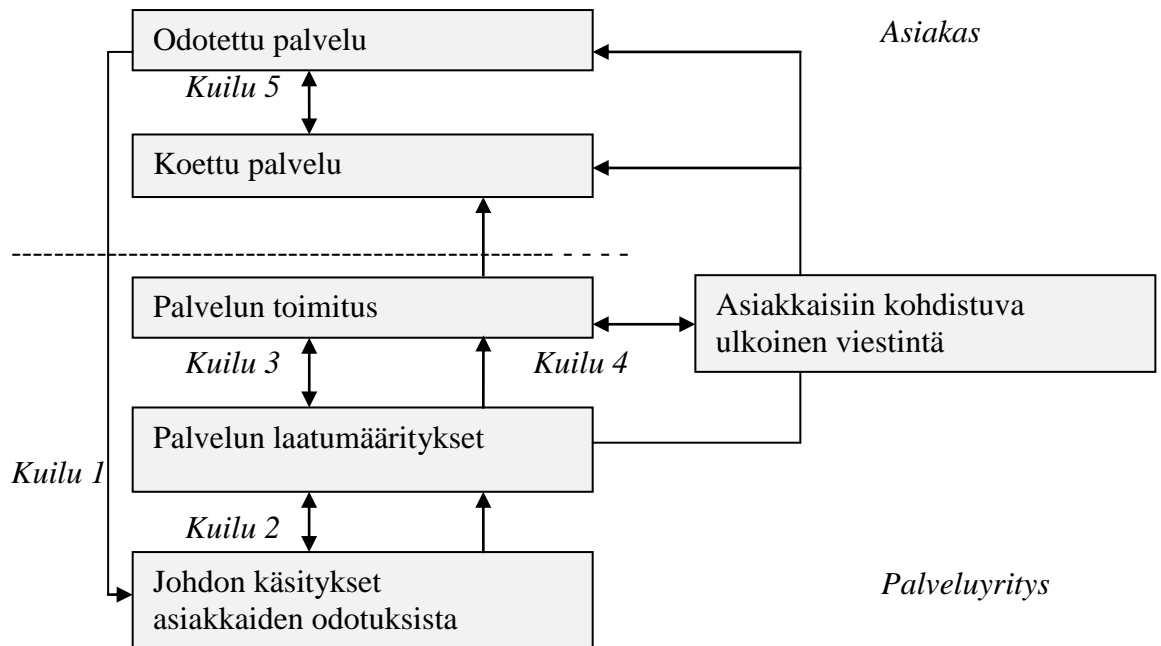 Odotettu palvelu
Asiakas
Kuilu 5
Koettu palvelu
Palvelun toimitus
Asiakkaisiin kohdistuva
ulkoinen viestintä
Kuilu 3
Kuilu 4
Palvelun laatumääritykset
Kuilu 1
Kuilu 2
Johdon käsitykset
asiakkaiden odotuksista
Palveluyritys